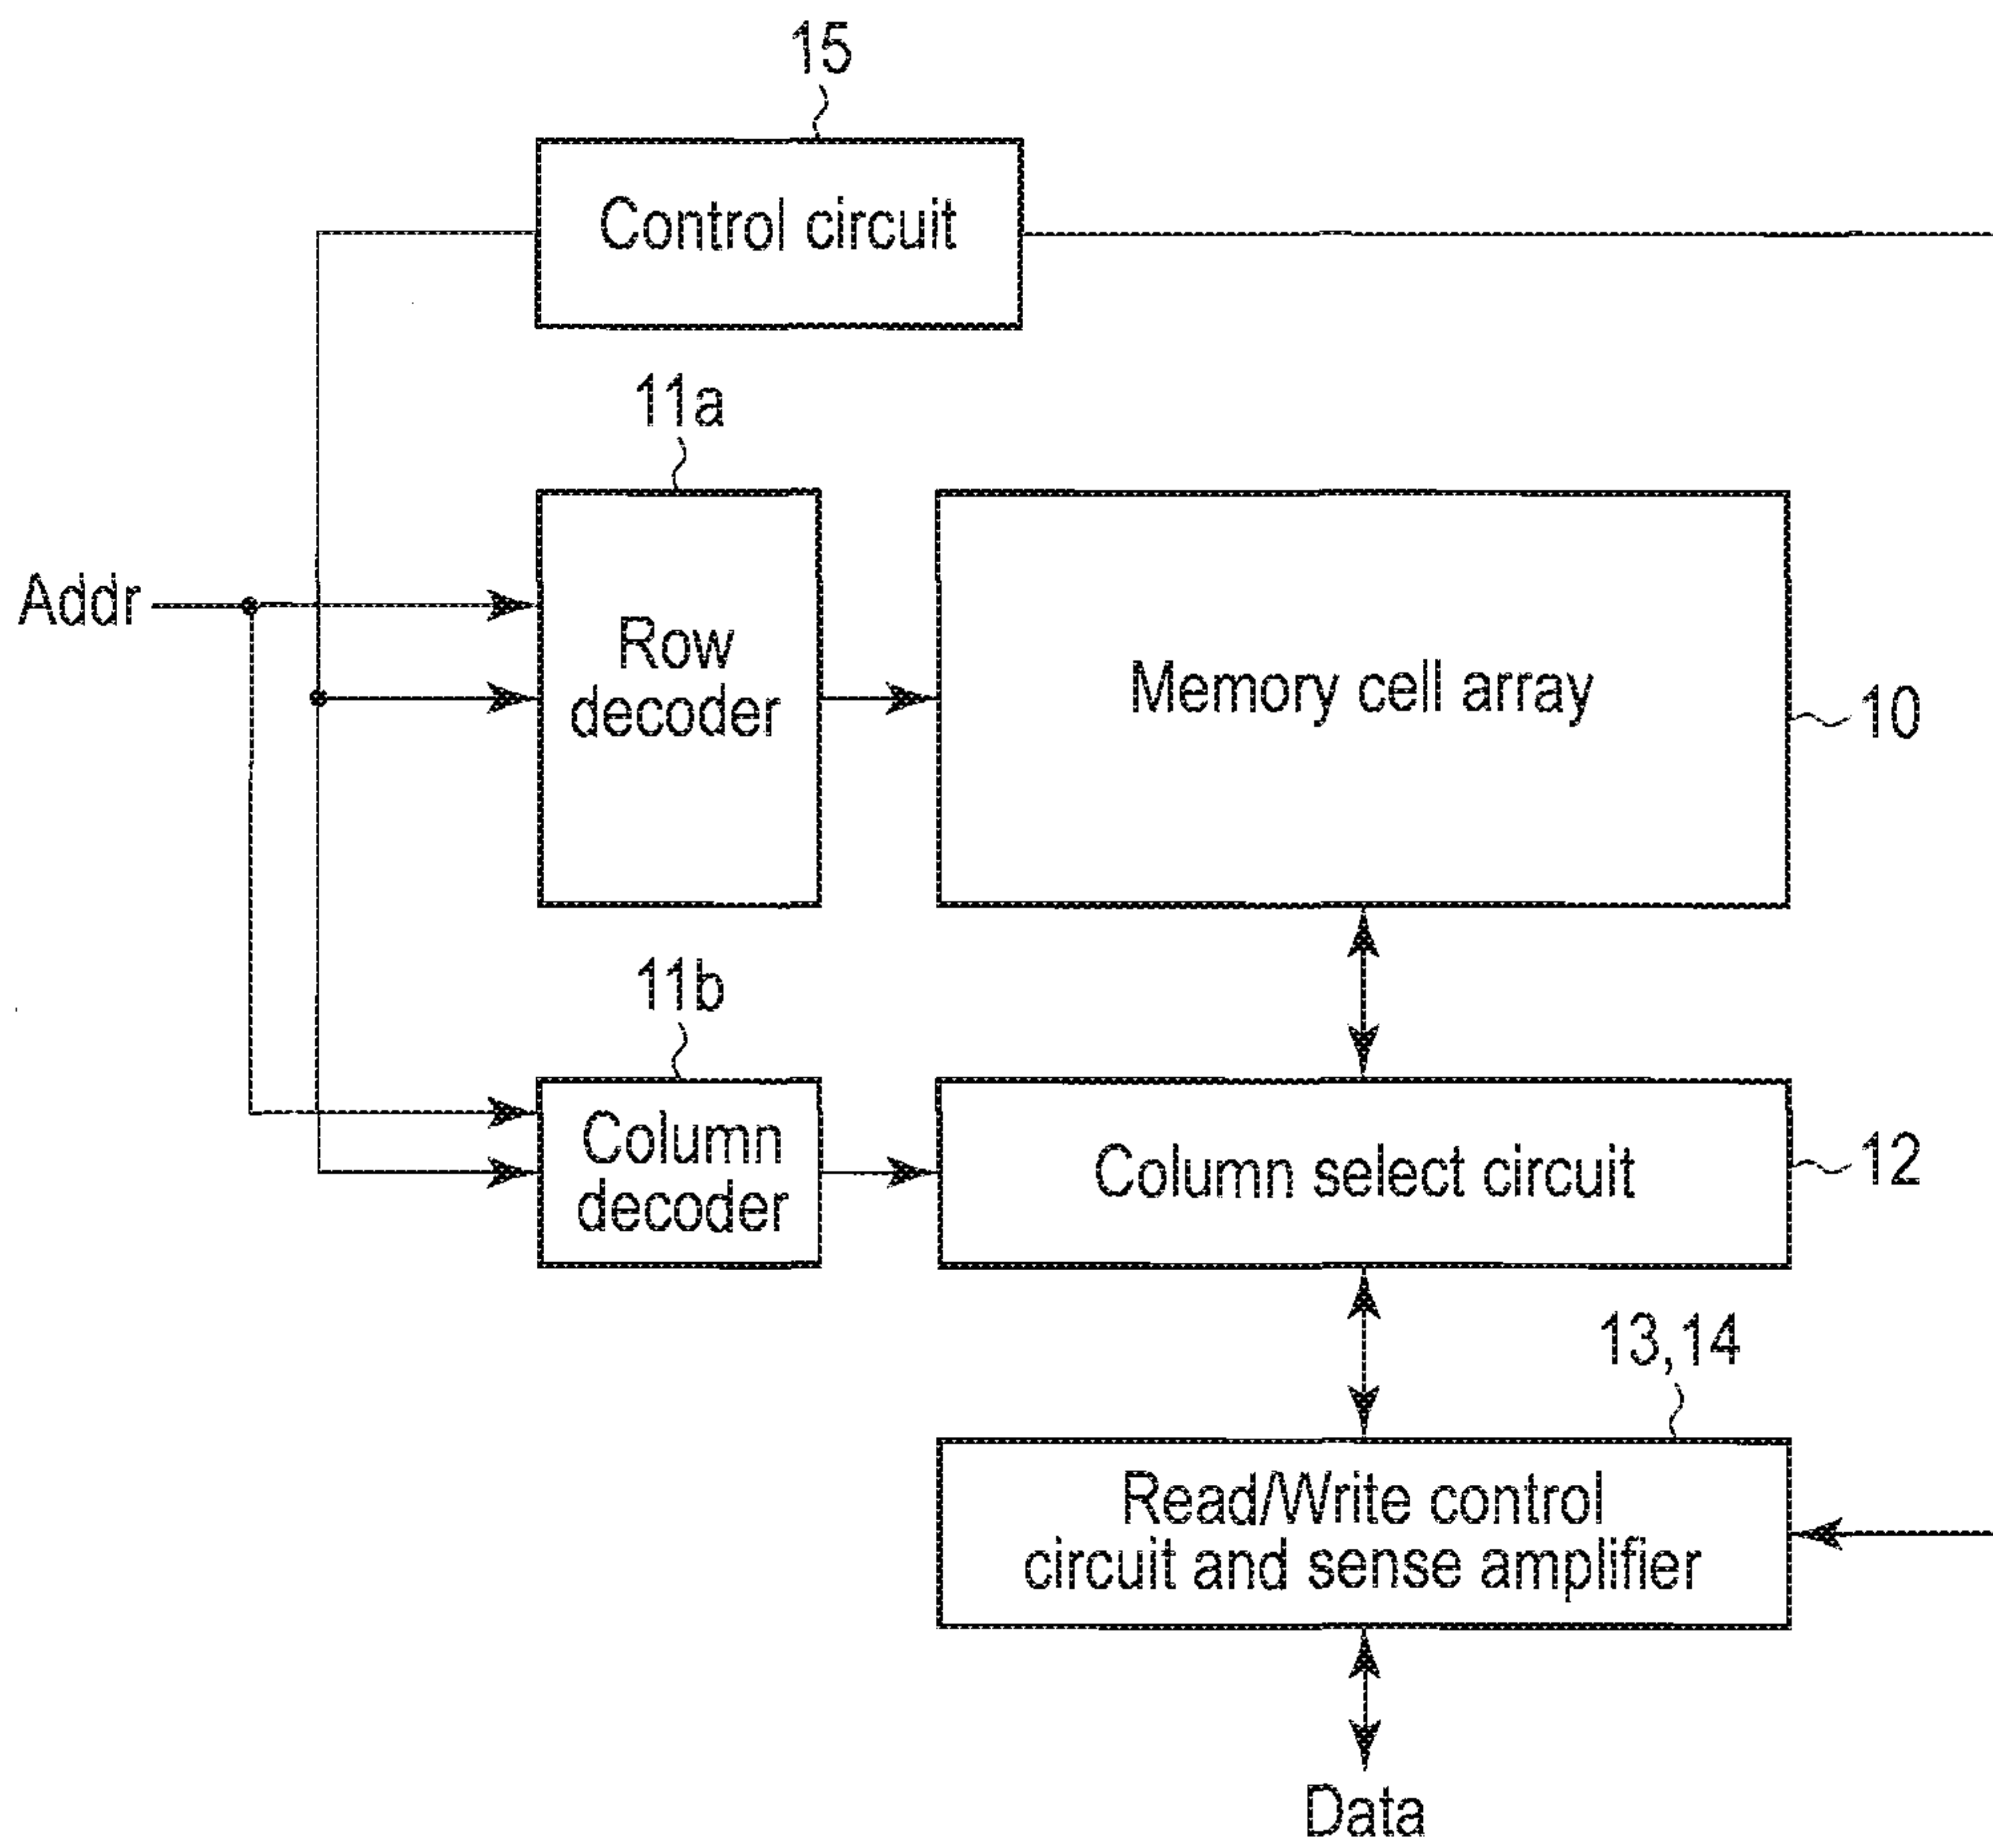 15
Control circuit
11a
Addr
Row
decoder
Memory cell array
10
11b
Column
decoder
Column select circuit
12
13,14
Read/Write control
circuit and sense amplifier
Data